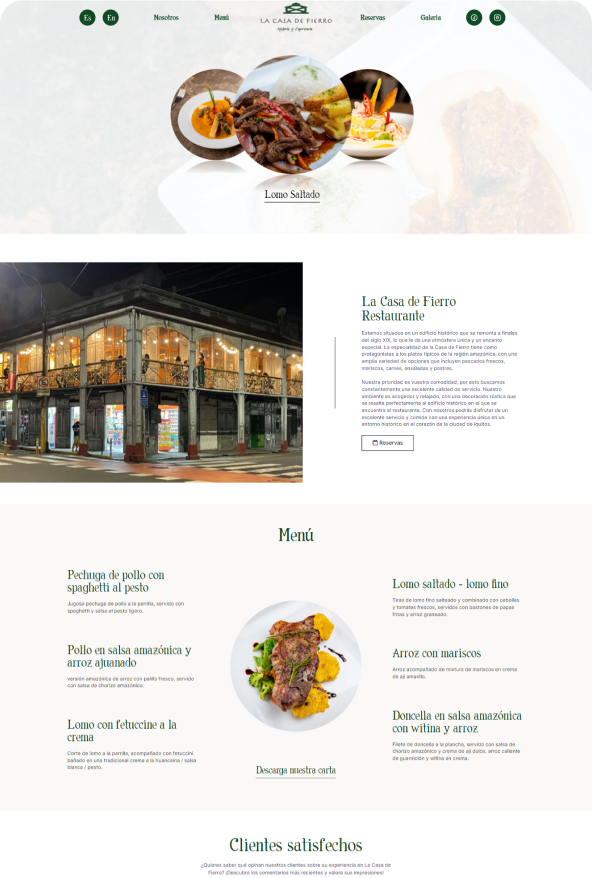 Es
En
Nosotros
Menú
LA CASA DE FIERRO
Historia y Experiencia
Reservas
Galería
Lomo Saltado
La Casa de Fierro
Restaurante
Estamos situados en un edificio histórico que se remonta a finales
del siglo XIX, lo que le da una atmósfera única y un encanto
especial. La especialidad de la Casa de Fierro tiene como
protagonistas a los platos típicos de la región amazónica, con una
amplia variedad de opciones que incluyen pescados frescos,
mariscos, carnes, ensaladas y postres.
Nuestra prioridad es vuestra comodidad, por esto buscamos
constantemente una excelente calidad de servicio. Nuestro
ambiente es acogedor y relajado, con una decoración rústica que
se resalta perfectamente al edificio histórico en el que se
encuentra el restaurante. Con nosotros podrás disfrutar de un
excelente servicio y comida con una experiencia única en un
entorno histórico en el corazón de la ciudad de Iquitos.
Reservas
Menú
Pechuga de pollo con
spaghetti al pesto
Jugosa pechuga de pollo a la parrilla, servido con
spaghetti y salsa al pesto ligero.
Pollo en salsa amazónica y
arroz ajuanado
versión amazónica de arroz con palillo fresco, servido
con salsa de chorizo amazónico.
Lomo con fetuccine a la
crema
Corte de lomo a la parrilla, acompañado con fetuccini
bañado en una tradicional crema a la huancaína / salsa
blanca / pesto.
Lomo saltado - lomo fino
Tiras de lomo fino salteado y combinado con cebollas
y tomates frescos, servidos con bastones de papas
fritas y arroz graneado.
Arroz con mariscos
Arroz acompañado de mixtura de mariscos en crema
de ají amarillo.
Doncella en salsa amazónica
con witina y arroz
Filete de doncella a la plancha, servido con salsa de
chorizo amazónico y crema de ají dulce, arroz caliente
de guarnición y witina en crema.
Descarga nuestra carta
Clientes satisfechos
¿Quieres saber qué opinan nuestros clientes sobre su experiencia en La Casa de
Fierro? ¡Descubre los comentarios más recientes y valora sus impresiones!